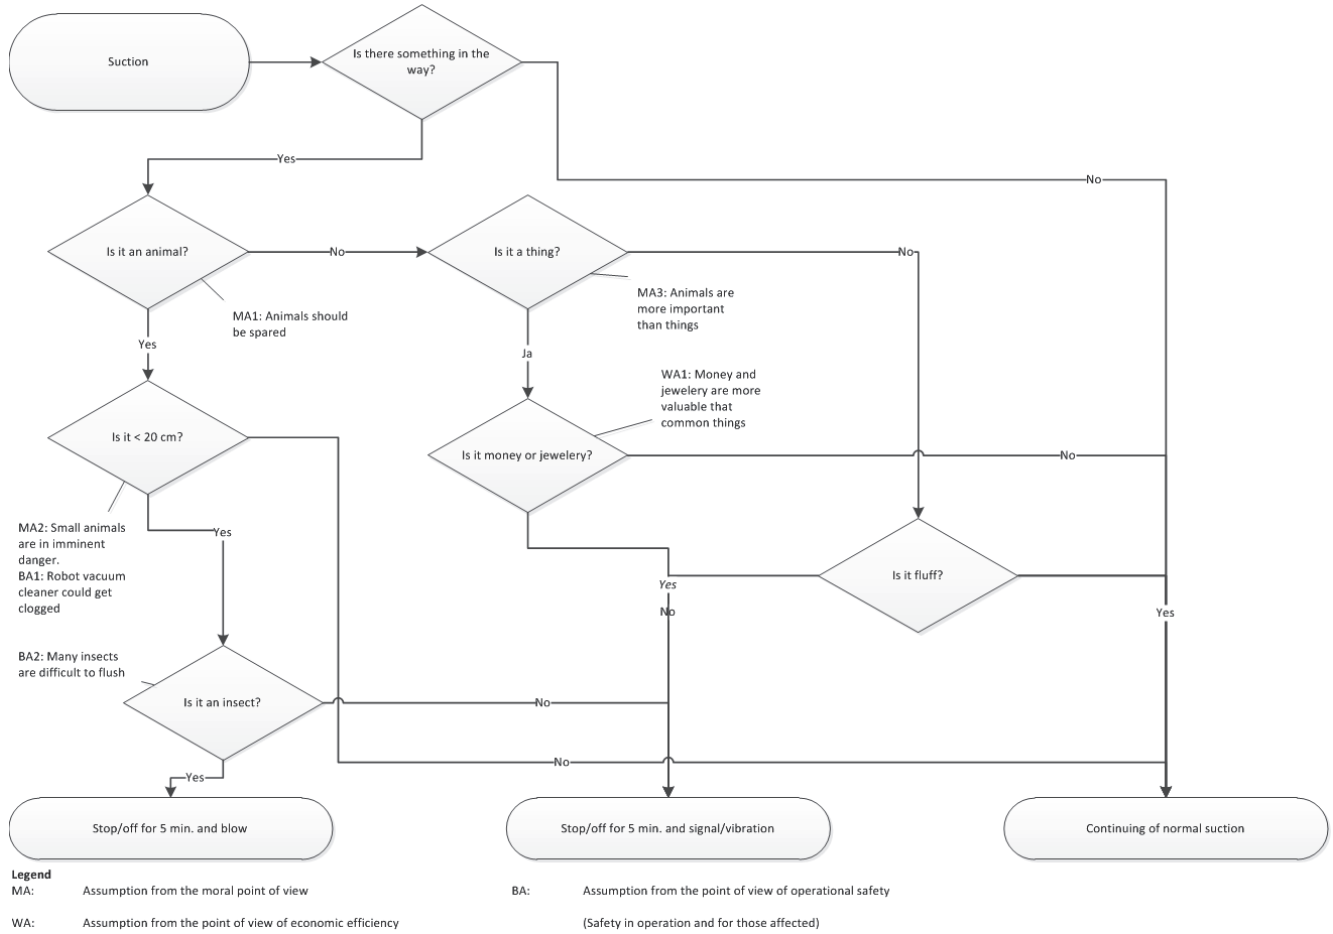 Suction
Is there something in the
way?
Yes
No
Is it an animal?
No
Is it a thing?
No
MA1: Animals should
be spared
MA3: Animals are
more important
than things
Yes
Ja
WA1: Money and
jewelery are more
valuable that
common things
Is it < 20 cm?
Is it money or jewelery?
No
MA2: Small animals
are in imminent
danger.
BA1: Robot vacuum
cleaner could get
clogged
Yes
Is it fluff?
Yes
No
Yes
BA2: Many insects
are difficult to flush
Is it an insect?
No
No
Yes
Stop/off for 5 min. and blow
Stop/off for 5 min. and signal/vibration
Continuing of normal suction
Legend
MA: Assumption from the moral point of view
BA: Assumption from the point of view of operational safety
WA: Assumption from the point of view of economic efficiency
(Safety in operation and for those affected)